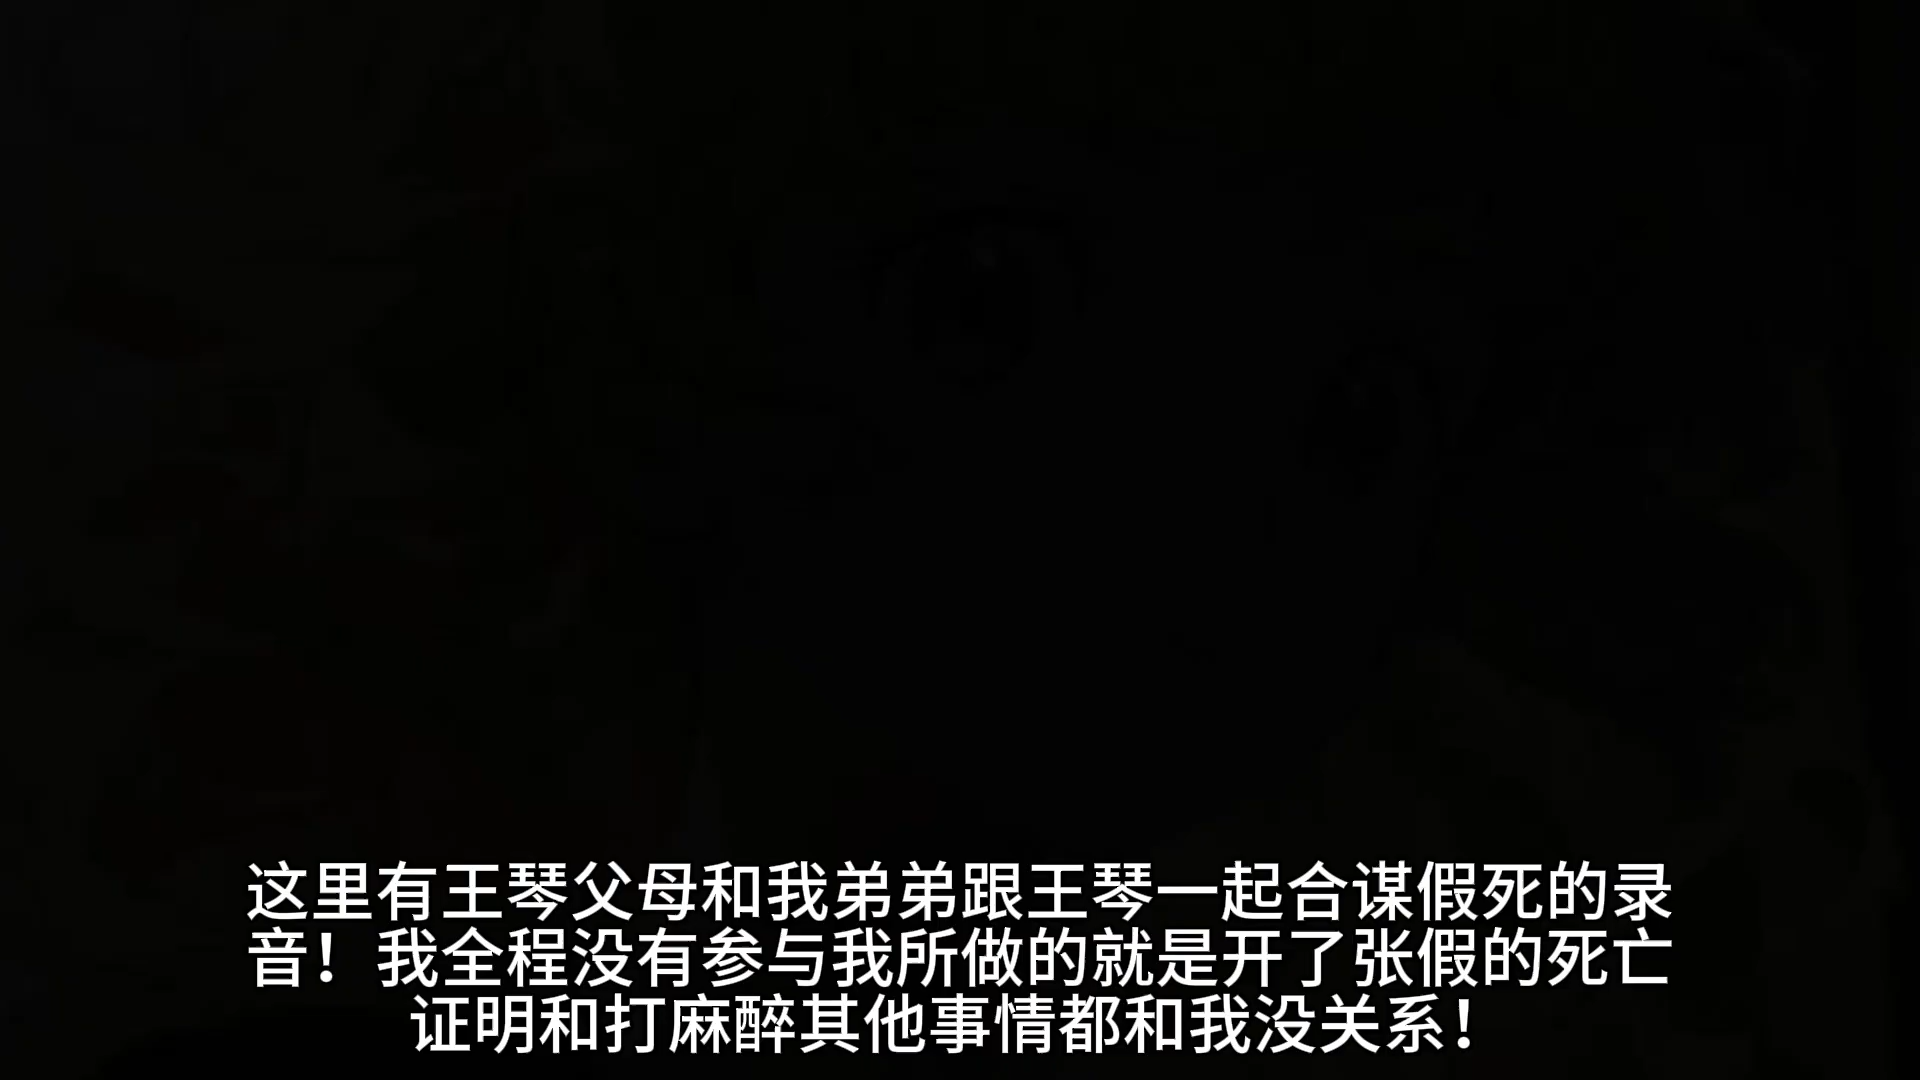 这里有王琴父母和我弟弟跟王琴一起合谋假死的录
音！我全程没有参与我所做的就是开了张假的死亡
证明和打麻醉其他事情都和我没关系！